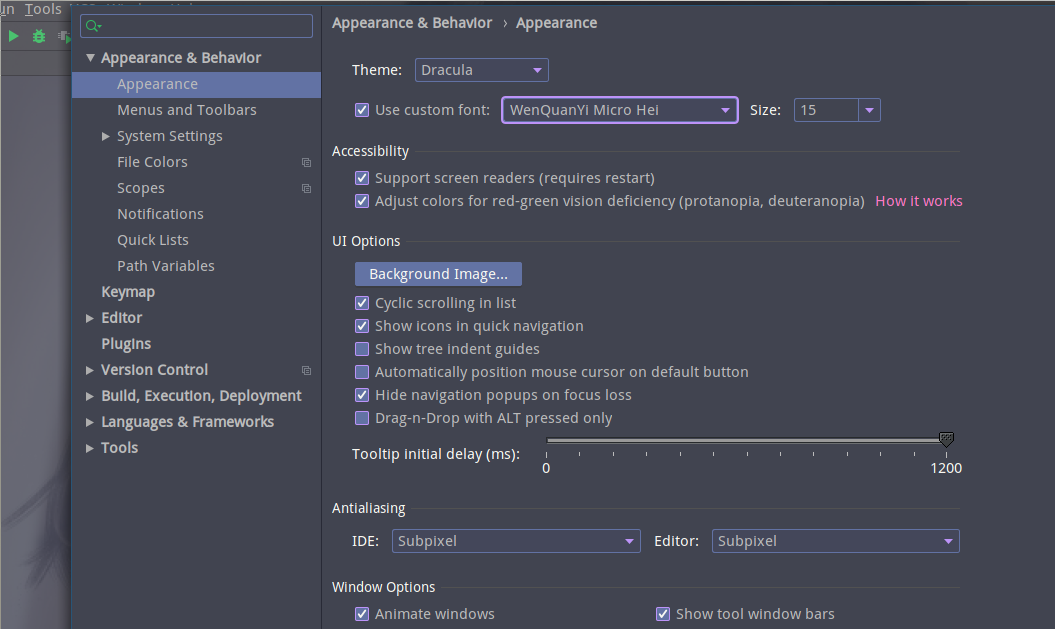 un Tools
Appearance & Behavior
Appearance
Menus and Toolbars
System Settings
File Colors
Scopes
Notifications
Quick Lists
Path Variables
Keymap
Editor
Plugins
Version Control
Build, Execution, Deployment
Languages & Frameworks
Tools
Appearance & Behavior › Appearance
Theme: Dracula
Use custom font: WenQuanYi Micro Hei Size: 15
Accessibility
Support screen readers (requires restart)
Adjust colors for red-green vision deficiency (protanopia, deuteranopia) How it works
UI Options
Background Image...
Cyclic scrolling in list
Show icons in quick navigation
Show tree indent guides
Automatically position mouse cursor on default button
Hide navigation popups on focus loss
Drag-n-Drop with ALT pressed only
Tooltip initial delay (ms):
0 1200
Antialiasing
IDE: Subpixel Editor: Subpixel
Window Options
Animate windows Show tool window bars